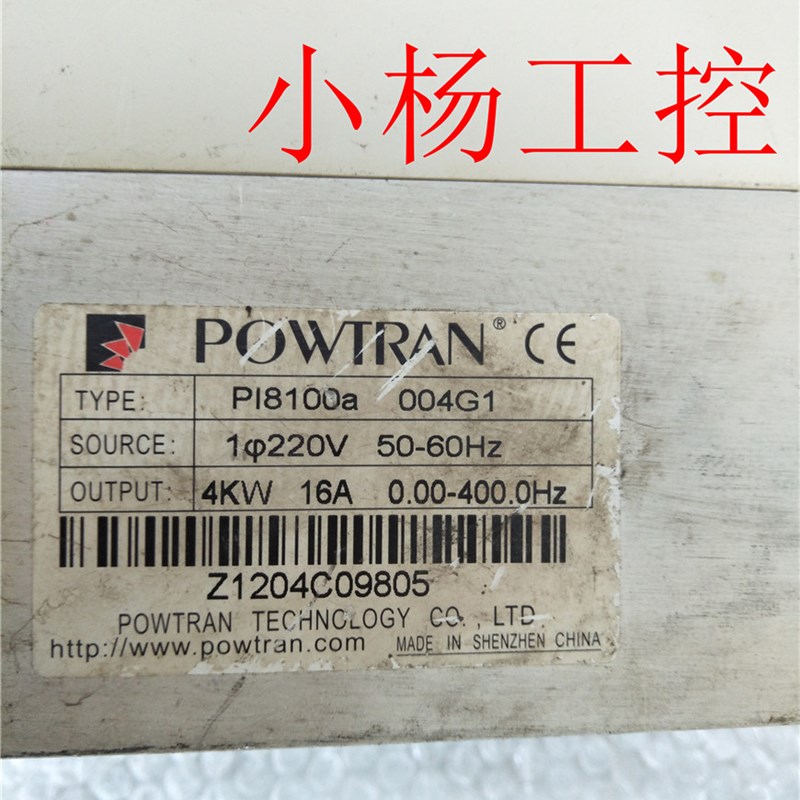 小杨工控
POWTRAN® CE
TYPE: PI8100a 004G1
SOURCE: 1φ220V 50-60Hz
OUTPUT: 4KW 16A 0.00-400.0Hz
Z1204C09805
POWTRAN TECHNOLOGY CO., LTD.
http://www.powtran.com MADE IN SHENZHEN CHINA